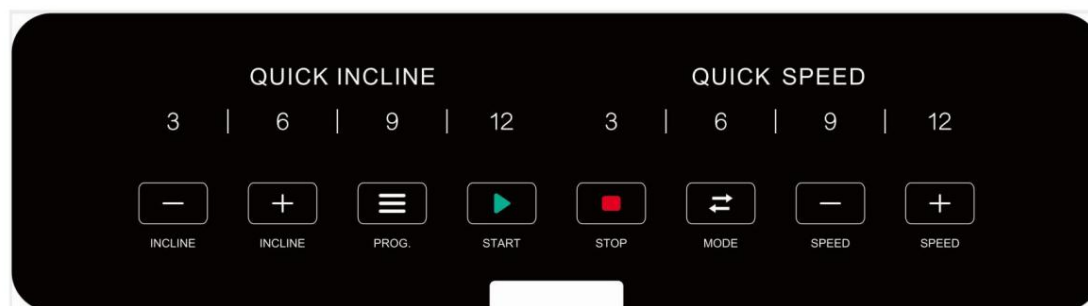 QUICK INCLINE QUICK SPEED
3 | 6 | 9 | 12 3 | 6 | 9 | 12
INCLINE INCLINE PROG. START STOP MODE SPEED SPEED